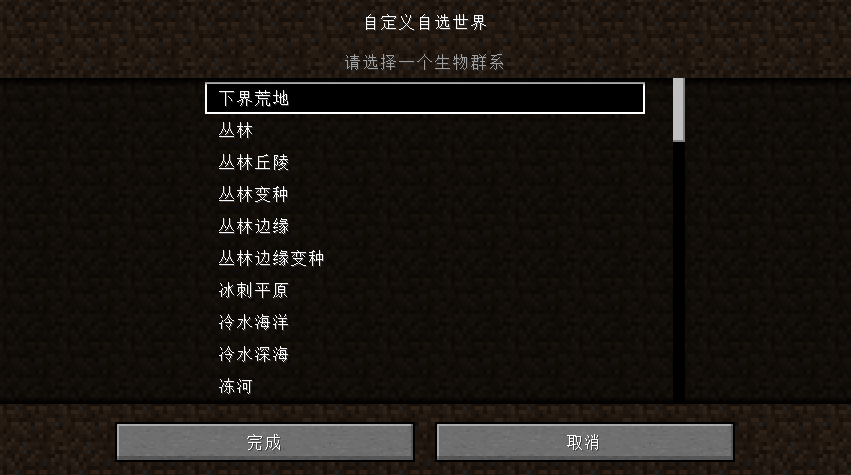 自定义自选世界
请选择一个生物群系
下界荒地
丛林
丛林丘陵
丛林变种
丛林边缘
丛林边缘变种
冰刺平原
冷水海洋
冷水深海
冻河
完成
取消